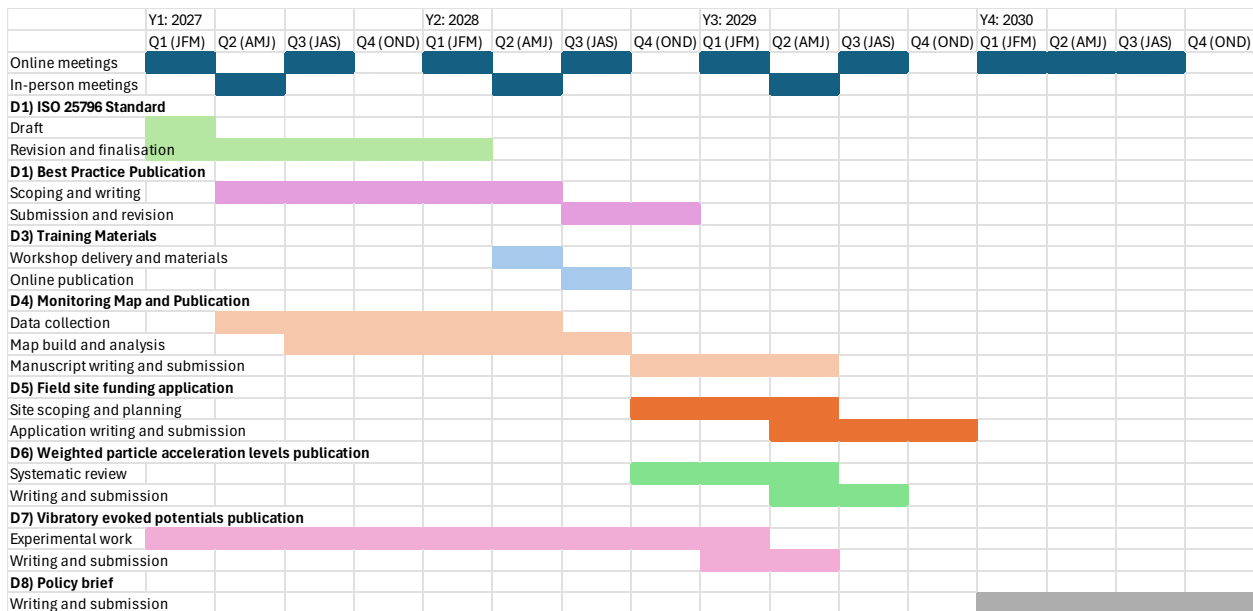 Y1: 2027 Y2: 2028 Y3: 2029 Y4: 2030
Q1 (JFM) Q2 (AMJ) Q3 (JAS) Q4 (OND) Q1 (JFM) Q2 (AMJ) Q3 (JAS) Q4 (OND) Q1 (JFM) Q2 (AMJ) Q3 (JAS) Q4 (OND) Q1 (JFM) Q2 (AMJ) Q3 (JAS) Q4 (OND)
Online meetings
In-person meetings
D1) ISO 25796 Standard
Draft
Revision and finalisation
D1) Best Practice Publication
Scoping and writing
Submission and revision
D3) Training Materials
Workshop delivery and materials
Online publication
D4) Monitoring Map and Publication
Data collection
Map build and analysis
Manuscript writing and submission
D5) Field site funding application
Site scoping and planning
Application writing and submission
D6) Weighted particle acceleration levels publication
Systematic review
Writing and submission
D7) Vibratory evoked potentials publication
Experimental work
Writing and submission
D8) Policy brief
Writing and submission